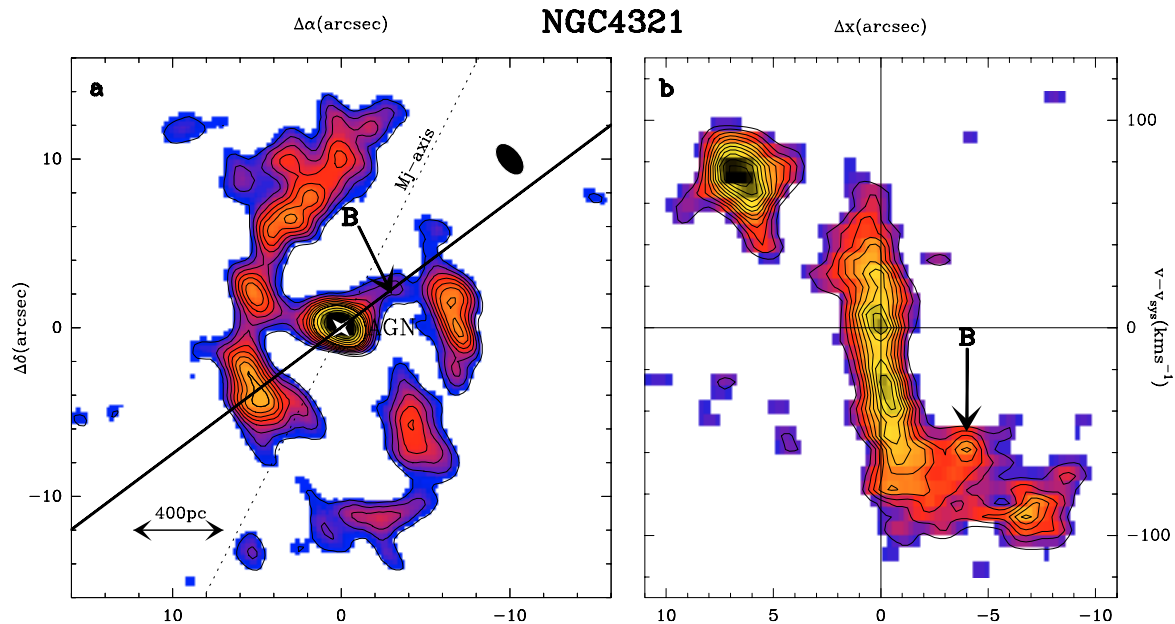 NGC4321
Δα(arcsec)
Δx(arcsec)
a
b
Mj-axis
B
AGN
400pc
Δδ(arcsec)
10
0
-10
10
0
-10
B
100
0
-100
v-vsys(kms-1)
10
5
0
-5
-10